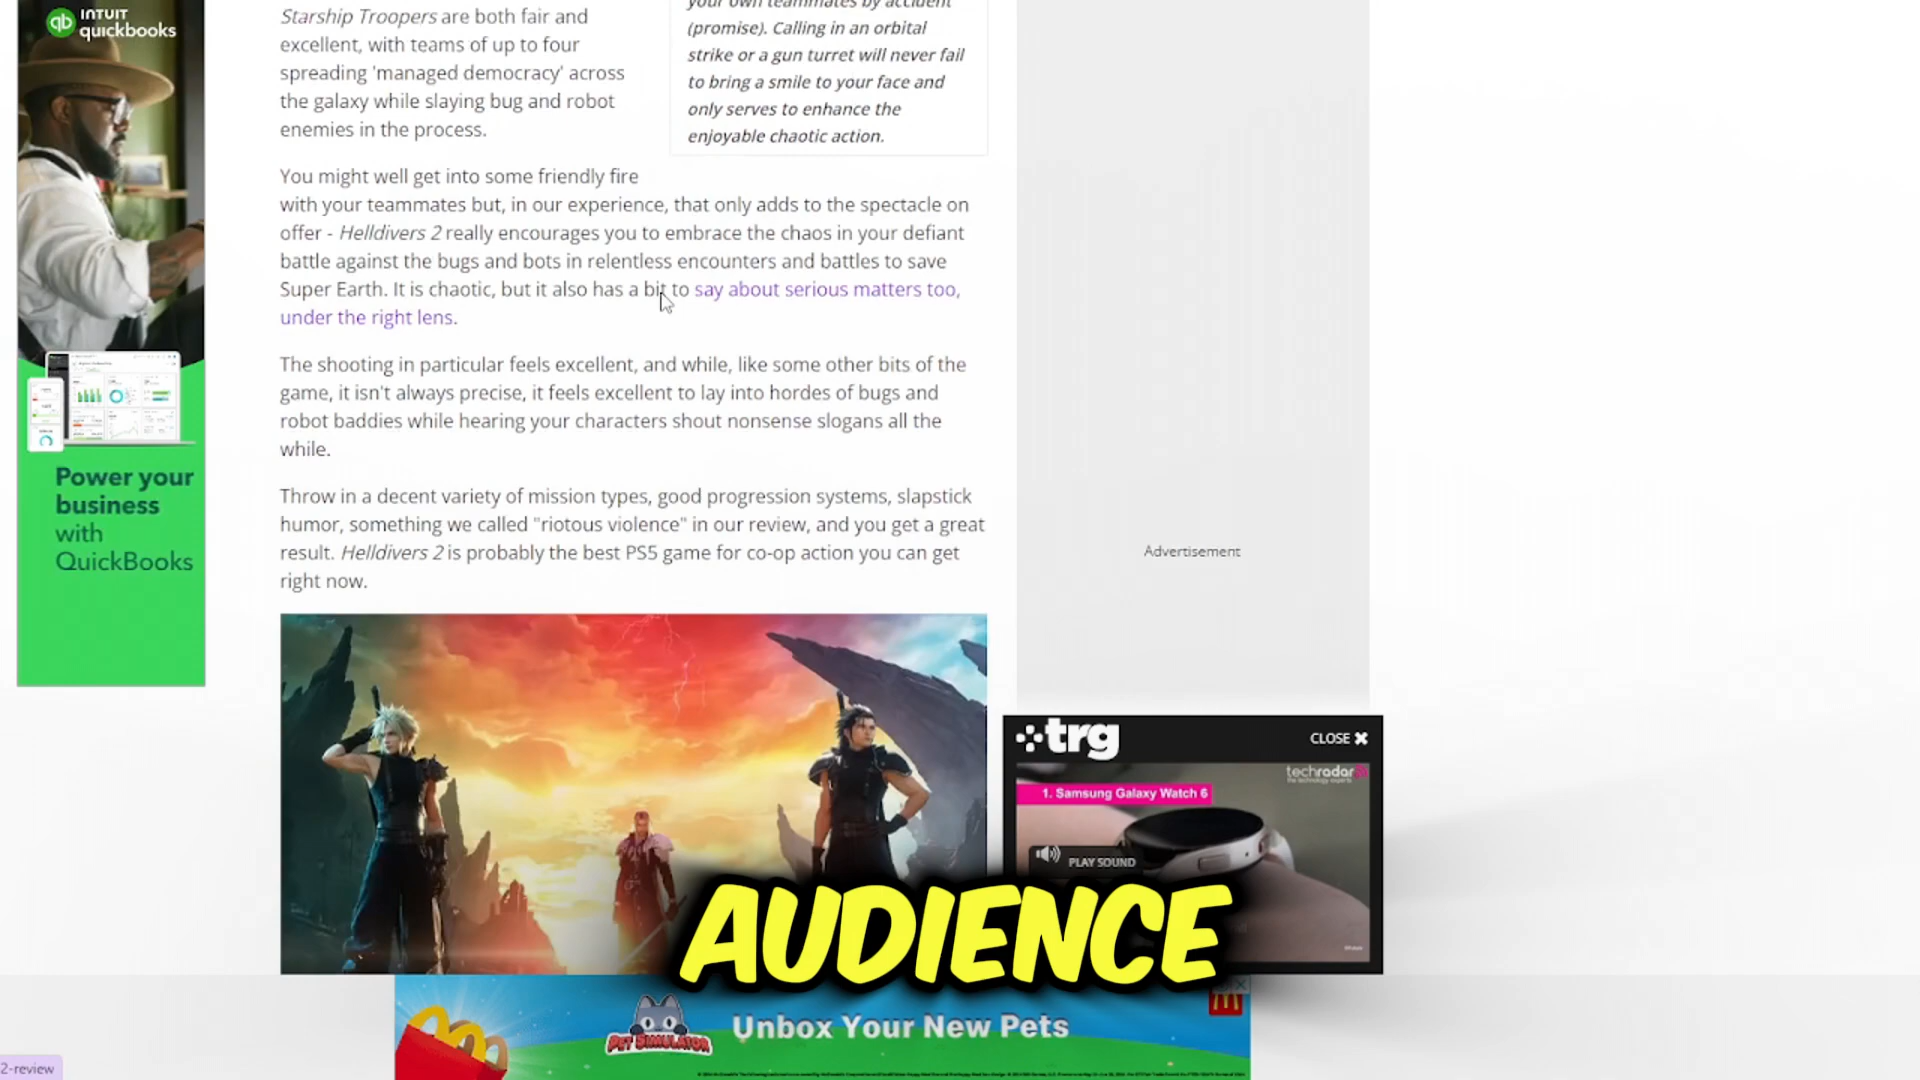 INTUIT
qb quickbooks
Power your
business
with
QuickBooks
Starship Troopers are both fair and
excellent, with teams of up to four
spreading 'managed democracy' across
the galaxy while slaying bug and robot
enemies in the process.
your own teammates by accident
(promise). Calling in an orbital
strike or a gun turret will never fail
to bring a smile to your face and
only serves to enhance the
enjoyable chaotic action.
You might well get into some friendly fire
with your teammates but, in our experience, that only adds to the spectacle on
offer - Helldivers 2 really encourages you to embrace the chaos in your defiant
battle against the bugs and bots in relentless encounters and battles to save
Super Earth. It is chaotic, but it also has a bit to say about serious matters too,
under the right lens.
The shooting in particular feels excellent, and while, like some other bits of the
game, it isn't always precise, it feels excellent to lay into hordes of bugs and
robot baddies while hearing your characters shout nonsense slogans all the
while.
Throw in a decent variety of mission types, good progression systems, slapstick
humor, something we called "riotous violence" in our review, and you get a great
result. Helldivers 2 is probably the best PS5 game for co-op action you can get
right now.
Advertisement
trg
CLOSE
techradar
the technology experts
1. Samsung Galaxy Watch 6
PLAY SOUND
AUDIENCE
PET SIMULATOR
Unbox Your New Pets
2-review